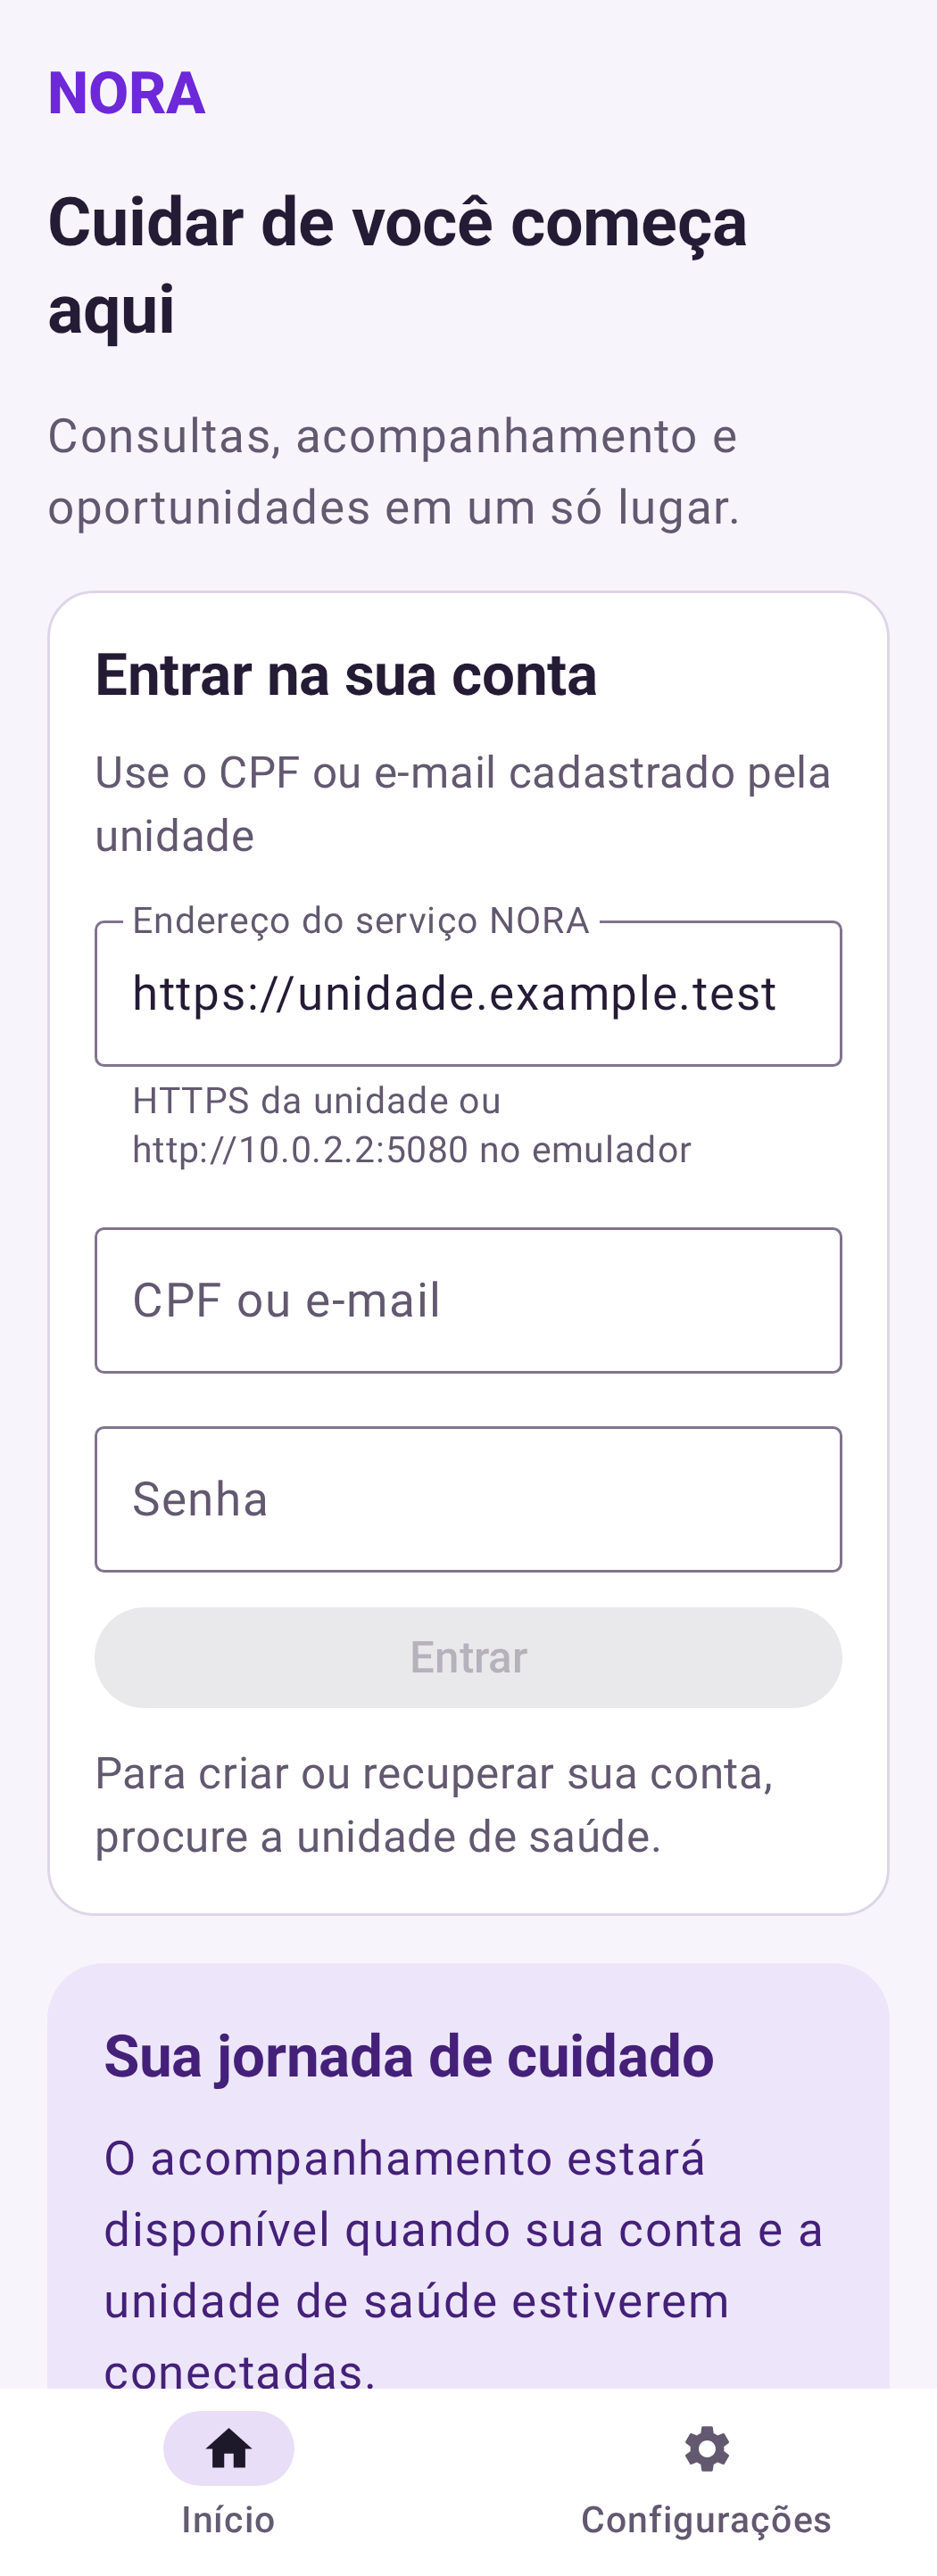 NORA
Cuidar de você começa
aqui
Consultas, acompanhamento e
oportunidades em um só lugar.
Entrar na sua conta
Use o CPF ou e-mail cadastrado pela
unidade
Endereço do serviço NORA
https://unidade.example.test
HTTPS da unidade ou
http://10.0.2.2:5080 no emulador
CPF ou e-mail
Senha
Entrar
Para criar ou recuperar sua conta,
procure a unidade de saúde.
Sua jornada de cuidado
O acompanhamento estará
disponível quando sua conta e a
unidade de saúde estiverem
conectadas.
Início
Configurações